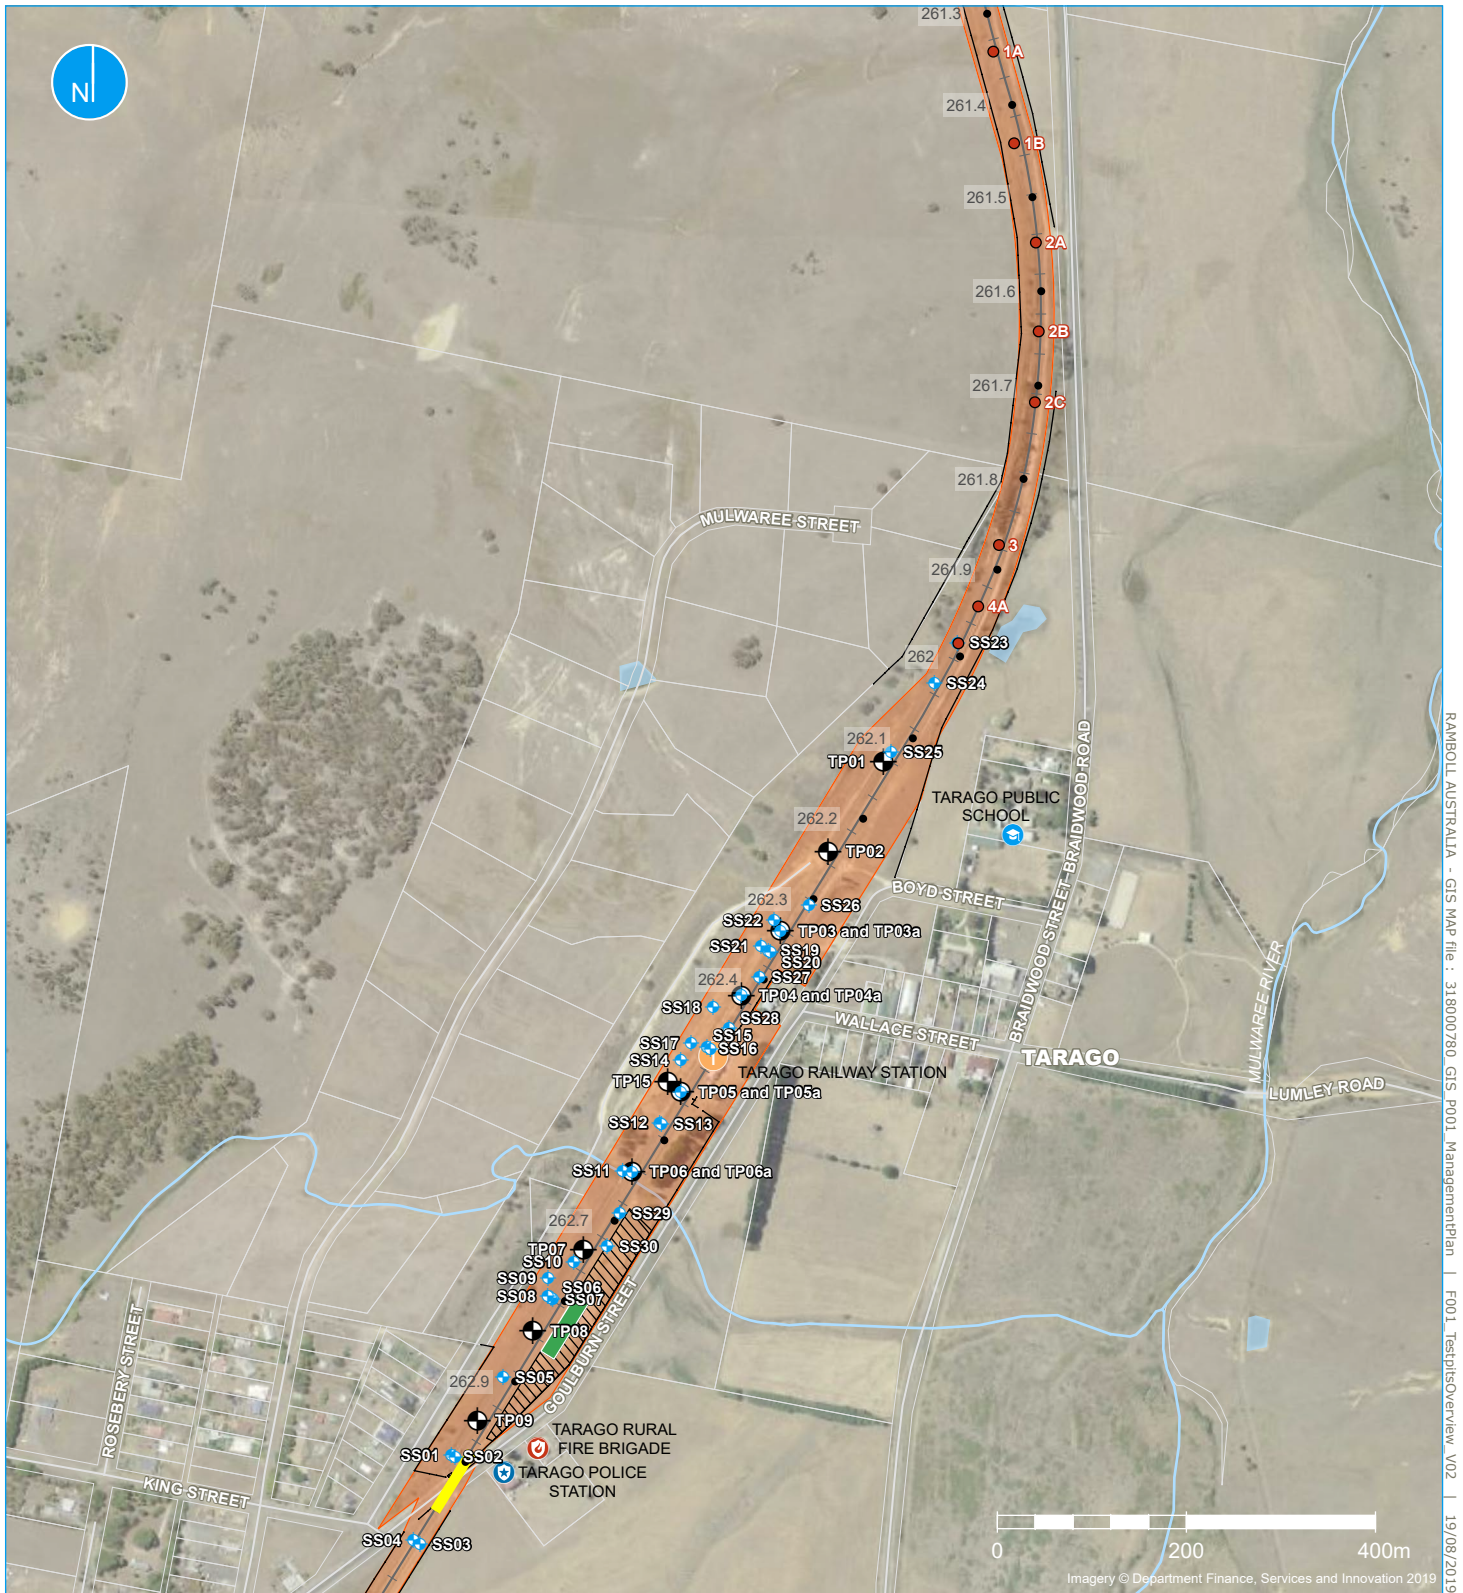 261.3
1A
N
261.4
1B
261.5
2A
261.6
2B
261.7
2C
261.8
MULWAREE STREET
3
261.9
4A
SS23
262
SS24
262.1
SS25
TP01
TARAGO PUBLIC
SCHOOL
262.2
TP02
BRAIDWOOD STREET-BRAIDWOOD ROAD
BOYD STREET
262.3
SS26
SS22
TP03 and TP03a
SS21
SS19
SS20
262.4
SS27
TP04 and TP04a
SS18
SS28
WALLACE STREET
SS15
SS17
SS16
SS14
TARAGO
TARAGO RAILWAY STATION
TP15
TP05 and TP05a
LUMLEY ROAD
MULWAREE RIVER
SS12
SS13
SS11
TP06 and TP06a
SS29
262.7
SS30
TP07
SS10
SS09
SS06
SS08
SS07
TP08
GOULBURN STREET
ROSEBERY STREET
SS05
262.9
TP09
TARAGO RURAL
FIRE BRIGADE
SS01
SS02
TARAGO POLICE
STATION
KING STREET
SS04
SS03
0
200
400m
Imagery © Department Finance, Services and Innovation 2019
RAMBOLL AUSTRALIA - GIS MAP file : 318000780_GIS_P001_ManagementPlan | F001_TestpitsOverview_V02 | 19/08/2019